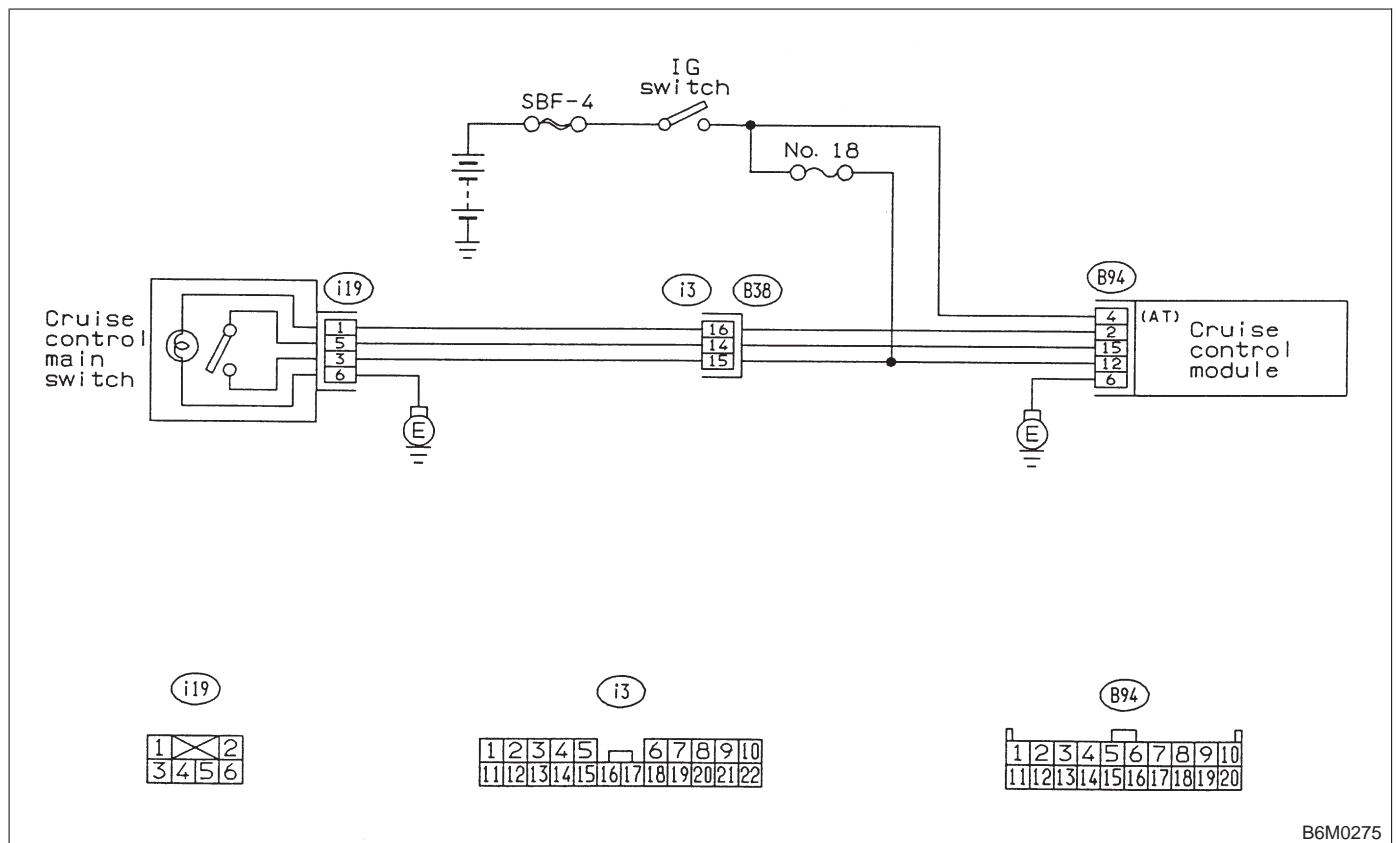 IG
switch
SBF-4
No. 18
i19
i3
B38
B94
Cruise
control
main
switch
1
5
3
6
16
14
15
4
2
15
12
6
(AT)
Cruise
control
module
E
E
i19
i3
B94
1 2
3 4 5 6
1 2 3 4 5 6 7 8 9 10
11 12 13 14 15 16 17 18 19 20 21 22
1 2 3 4 5 6 7 8 9 10
11 12 13 14 15 16 17 18 19 20
B6M0275